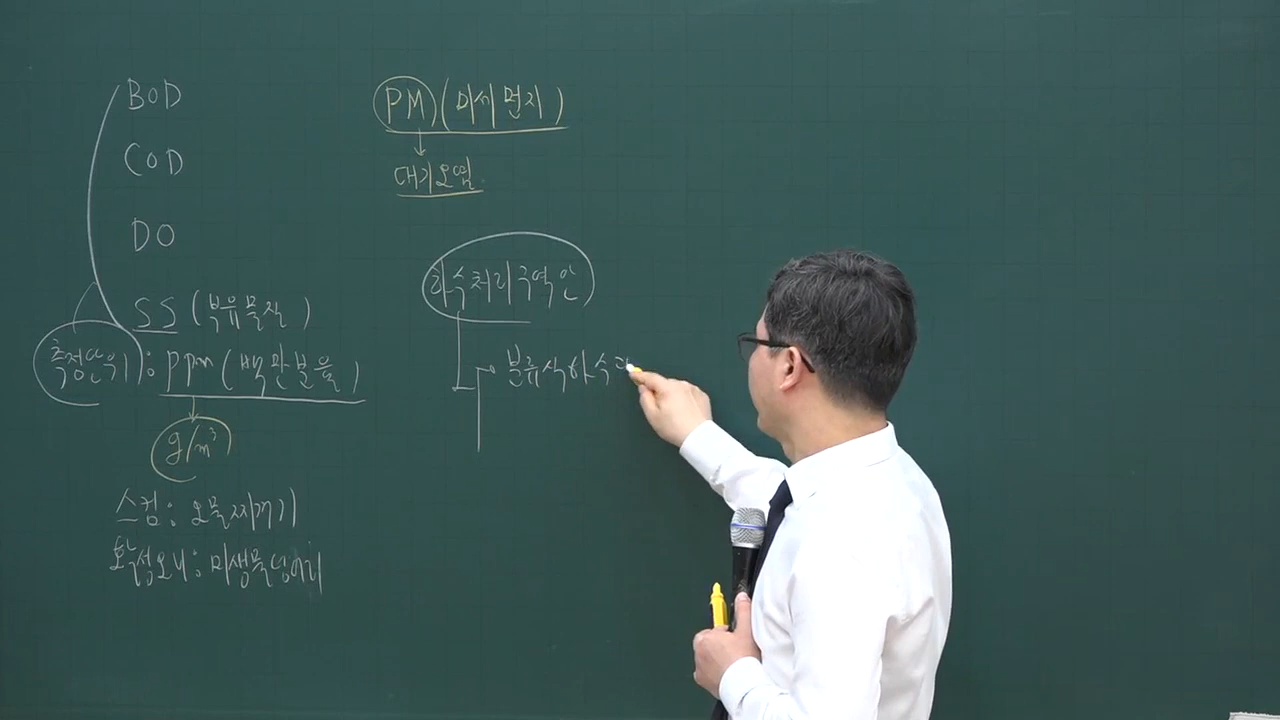 BOD
COD
DO
SS (부유물질)
측정단위 : ppm (백만분율)
g/m³
스컴 : 오물찌꺼기
활성오니 : 미생물덩어리
PM (미세먼지)
대기오염
하수처리구역안
분류식하수관